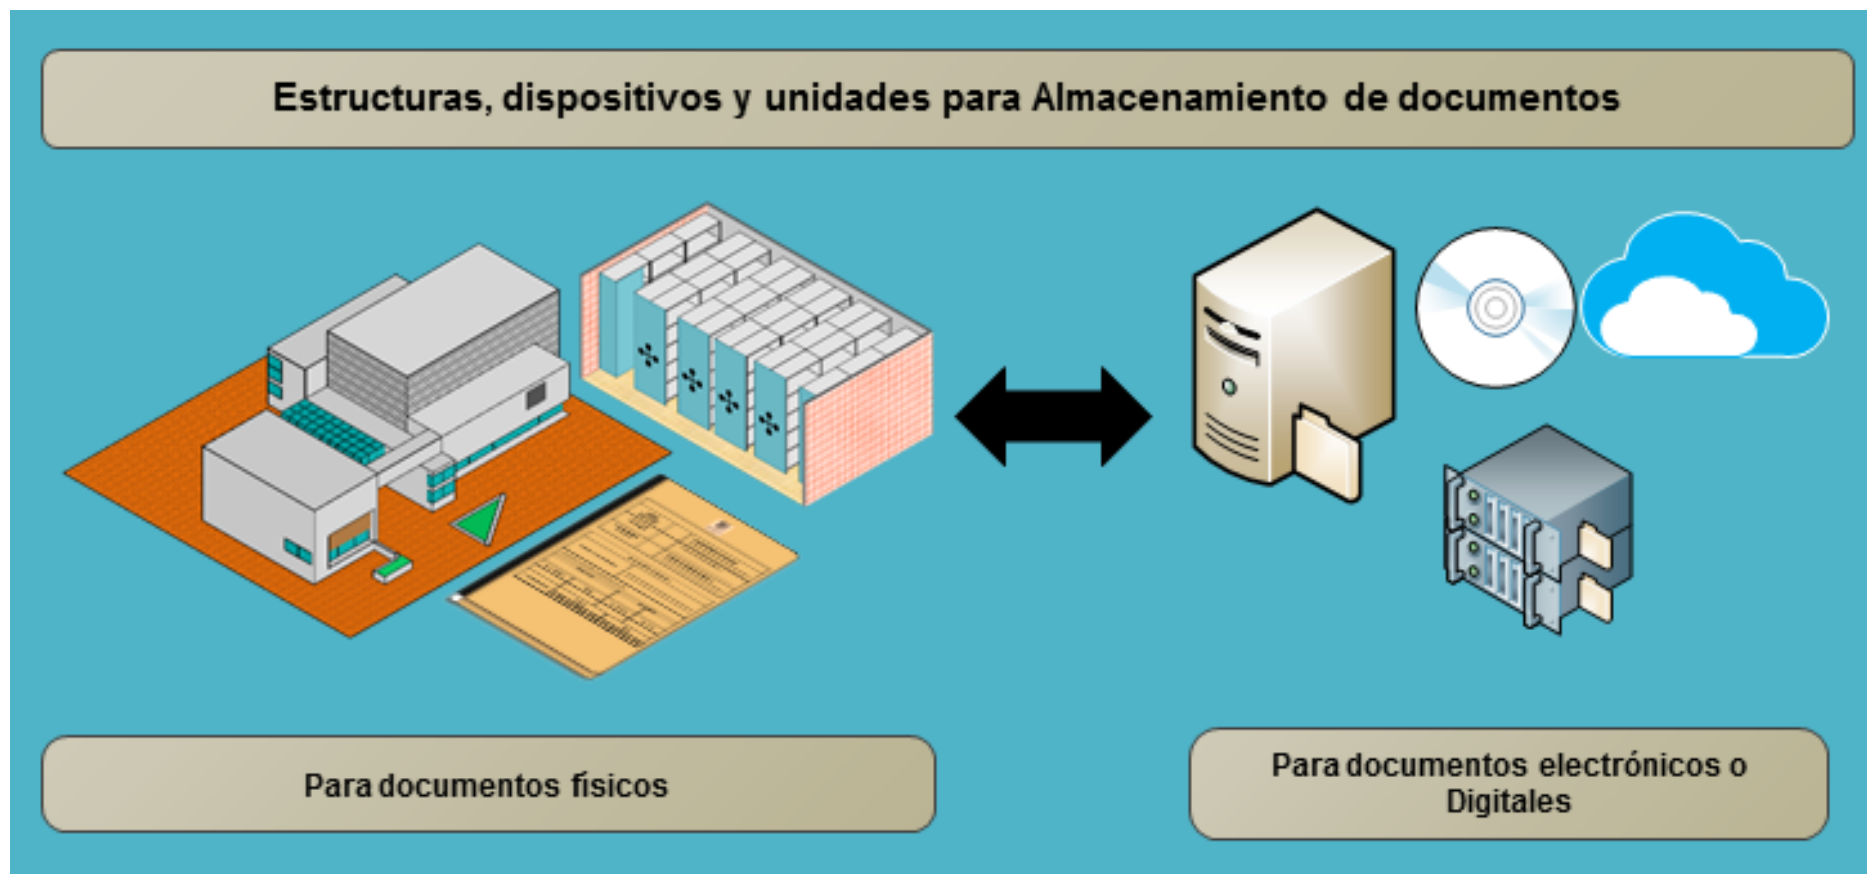 Estructuras, dispositivos y unidades para Almacenamiento de documentos
Para documentos físicos
Para documentos electrónicos o
Digitales